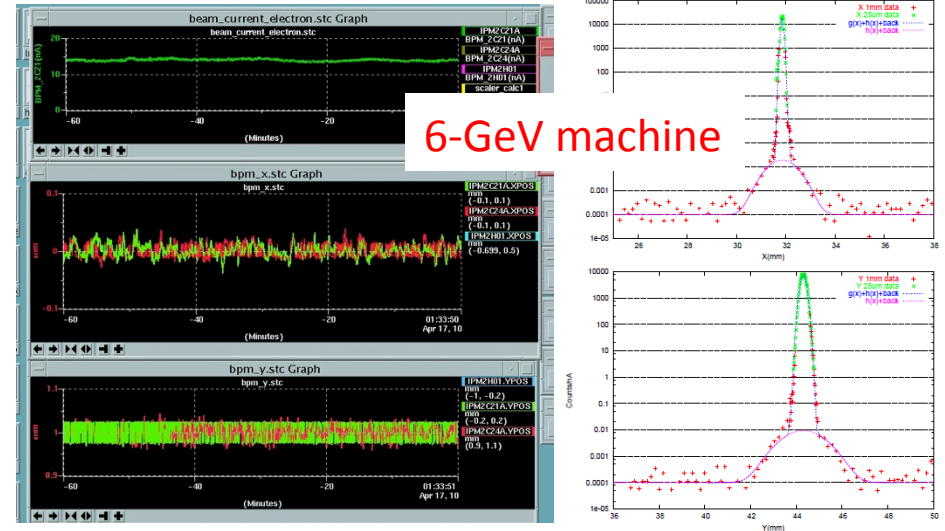 beam_current_electron.stc Graph
beam_current_electron.stc
20
10
0
BPM_2C21(nA)
-60
-40
-20
(Minutes)
IPM2C21A
BPM_2C21(nA)
IPM2C24A
BPM_2C24(nA)
IPM2H01
BPM_2H01(nA)
scaler_calc1
6-GeV machine
bpm_x.stc Graph
bpm_x.stc
0.1
0
-0.1
mm
-60
-40
-20
01:33:50
Apr 17, 10
(Minutes)
IPM2C21A.XPOS
mm
(-0.1, 0.1)
IPM2C24A.XPOS
mm
(-0.1, 0.1)
IPM2H01.XPOS
mm
(-0.699, 0.5)
bpm_y.stc Graph
bpm_y.stc
1.1
1
0.9
mm
-60
-40
-20
01:33:51
Apr 17, 10
(Minutes)
IPM2H01.YPOS
mm
(-1, -0.2)
IPM2C21A.YPOS
mm
(-0.2, 0.2)
IPM2C24A.YPOS
mm
(0.9, 1.1)
100000
1000
100
0.001
0.0001
1e-05
26 28 30 32 34 36 38
X(mm)
X 1mm data
X 25um data
g(x)+h(x)+back
h(x)+back
10000
1000
100
10
1
0.1
0.01
0.001
0.0001
1e-05
Counts/nA
36 38 40 42 44 46 48 50
Y(mm)
Y 1mm data
Y 25um data
g(x)+h(x)+back
h(x)+back